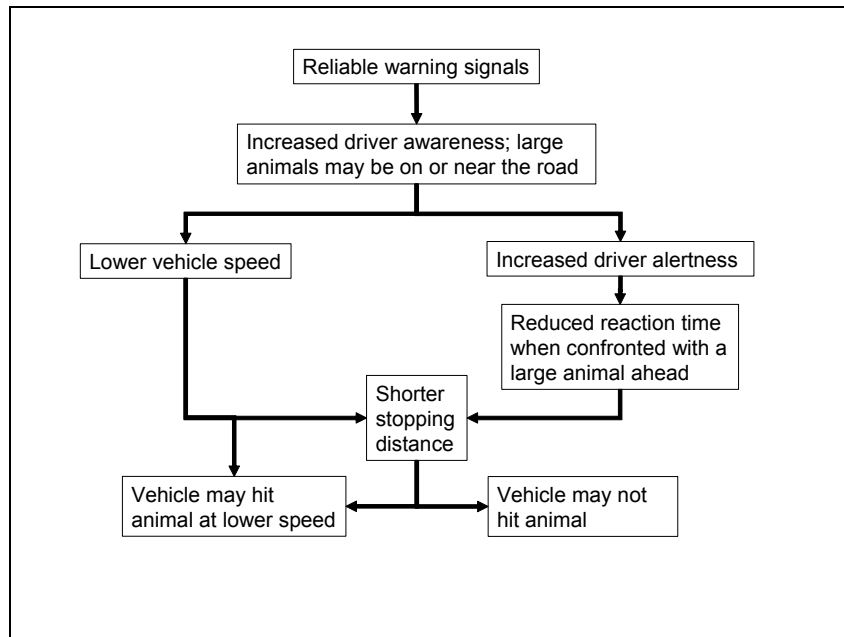 Reliable warning signals
Increased driver awareness; large
animals may be on or near the road
Lower vehicle speed
Increased driver alertness
Reduced reaction time
when confronted with a
large animal ahead
Shorter
stopping
distance
Vehicle may hit
animal at lower speed
Vehicle may not
hit animal